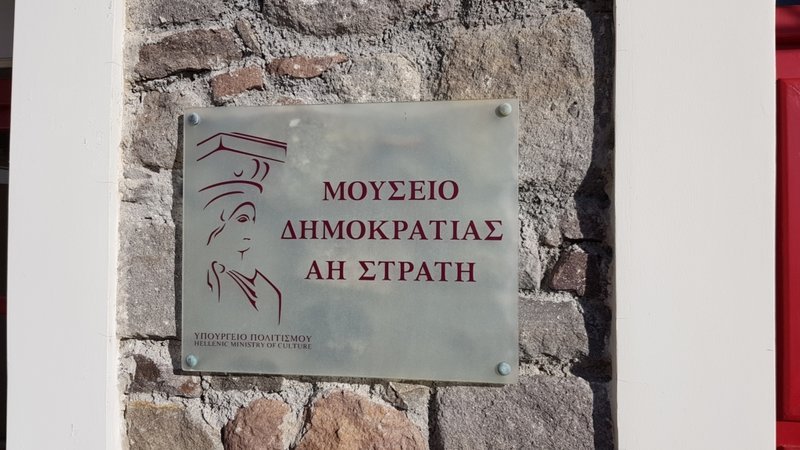 ΜΟΥΣΕΙΟ
ΔΗΜΟΚΡΑΤΙΑΣ
ΑΗ ΣΤΡΑΤΗ
ΥΠΟΥΡΓΕΙΟ ΠΟΛΙΤΙΣΜΟΥ
HELLENIC MINISTRY OF CULTURE